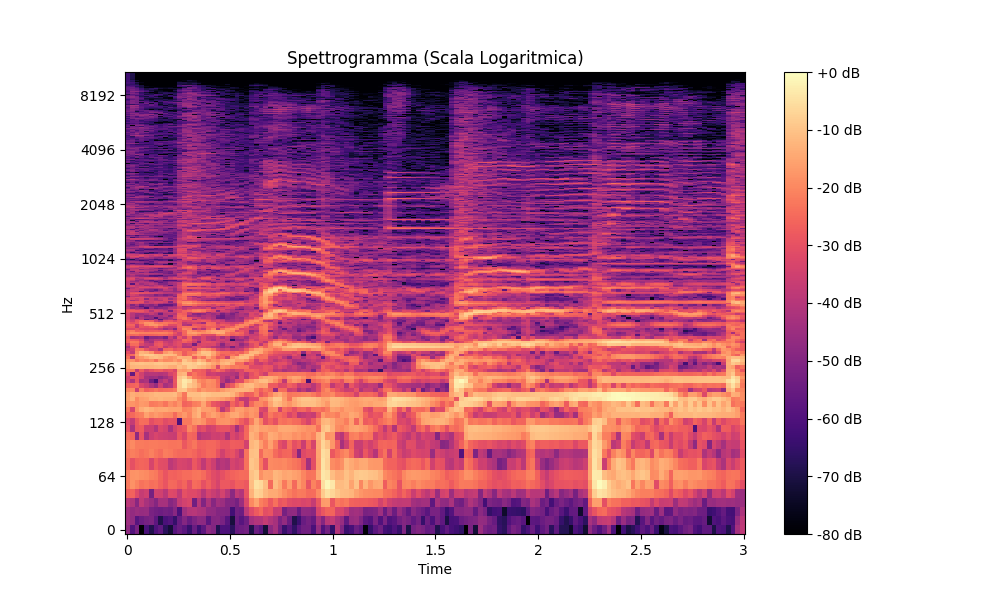 Spettrogramma (Scala Logaritmica)
Hz
8192
4096
2048
1024
512
256
128
64
0
0 0.5 1 1.5 2 2.5 3
Time
+0 dB
-10 dB
-20 dB
-30 dB
-40 dB
-50 dB
-60 dB
-70 dB
-80 dB